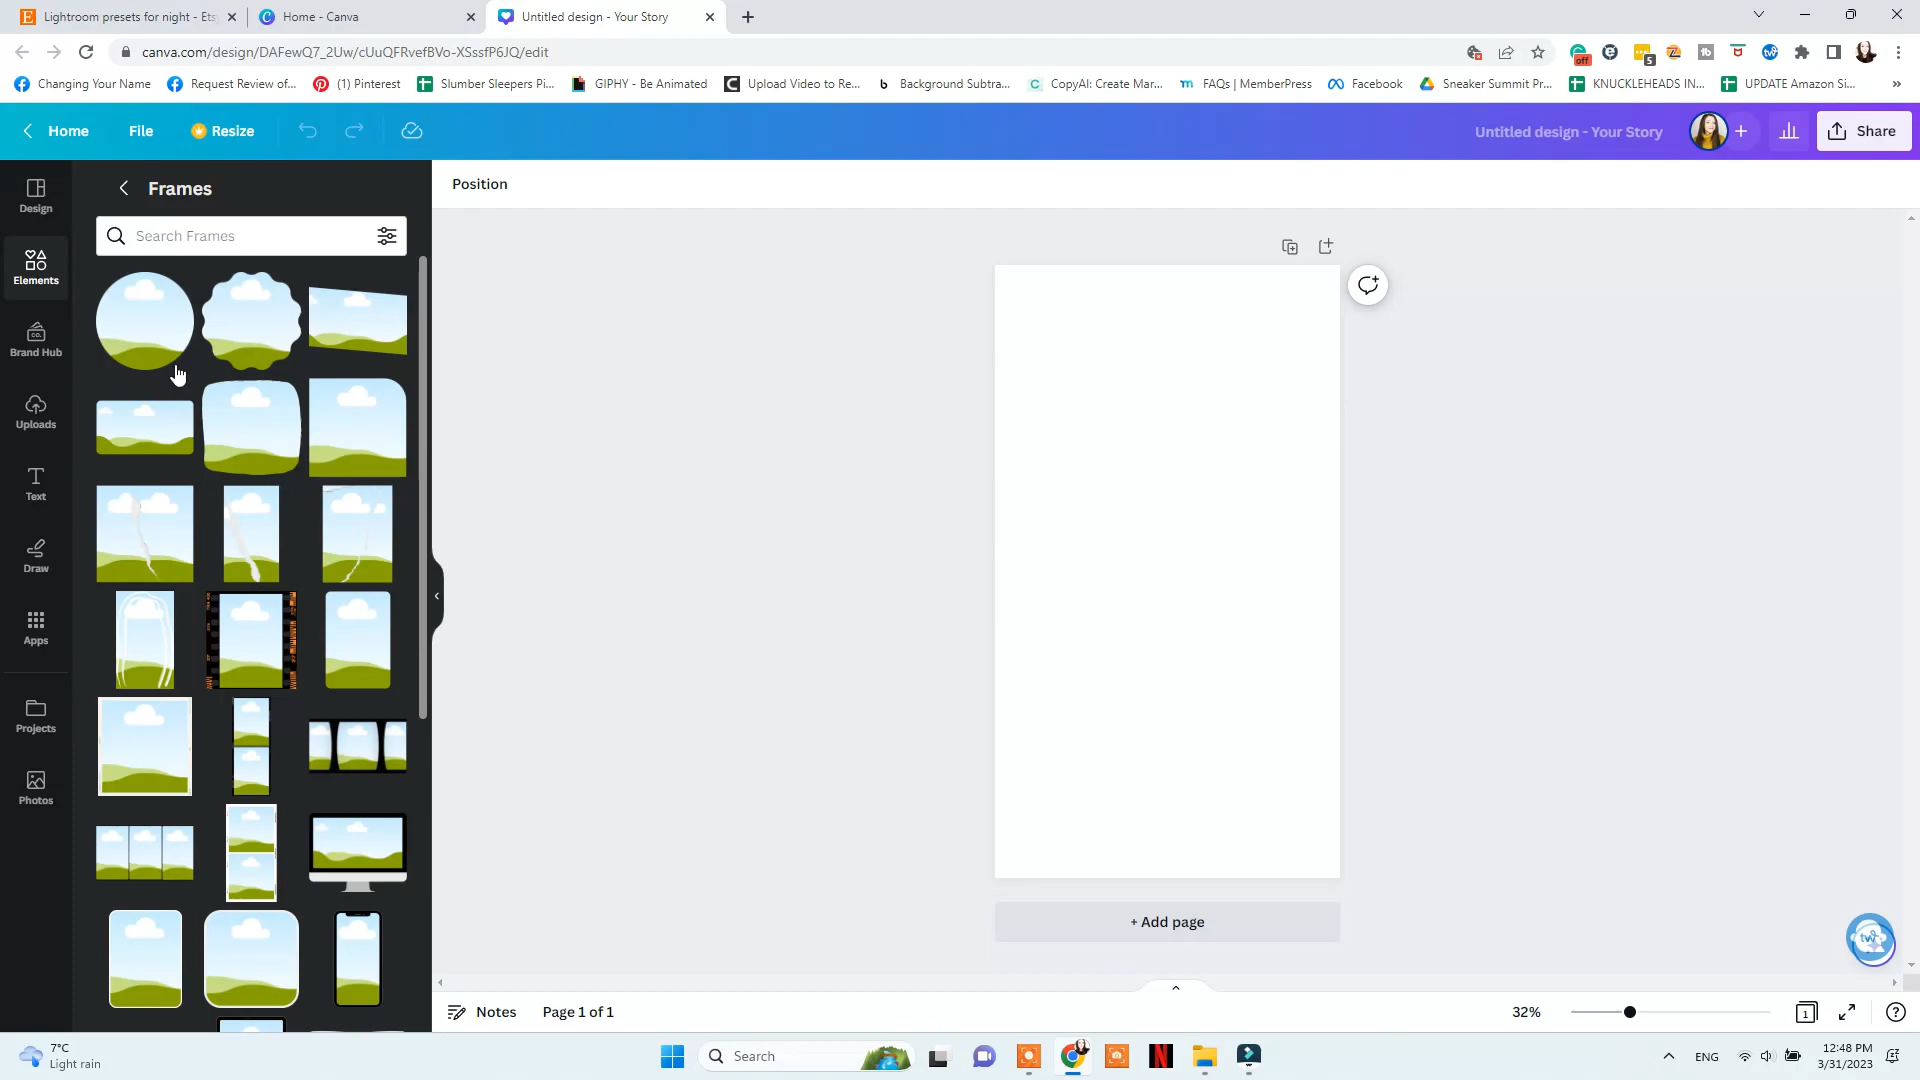 Lightroom presets for night - Ets
Home - Canva
Untitled design - Your Story
canva.com/design/DAFewQ7_2Uw/cUuQFRvefBVo-XSssfP6JQ/edit
off
5
Changing Your Name
Request Review of...
(1) Pinterest
Slumber Sleepers Pi...
GIPHY - Be Animated
Upload Video to Re...
Background Subtra...
CopyAI: Create Mar...
FAQs | MemberPress
Facebook
Sneaker Summit Pr...
KNUCKLEHEADS IN...
UPDATE Amazon Si...
Home
File
Resize
Untitled design - Your Story
Share
Design
Elements
Brand Hub
Uploads
Text
Draw
Apps
Projects
Photos
Frames
Search Frames
Position
+ Add page
Notes
Page 1 of 1
32%
1
7°C
Light rain
Search
ENG
12:48 PM
3/31/2023